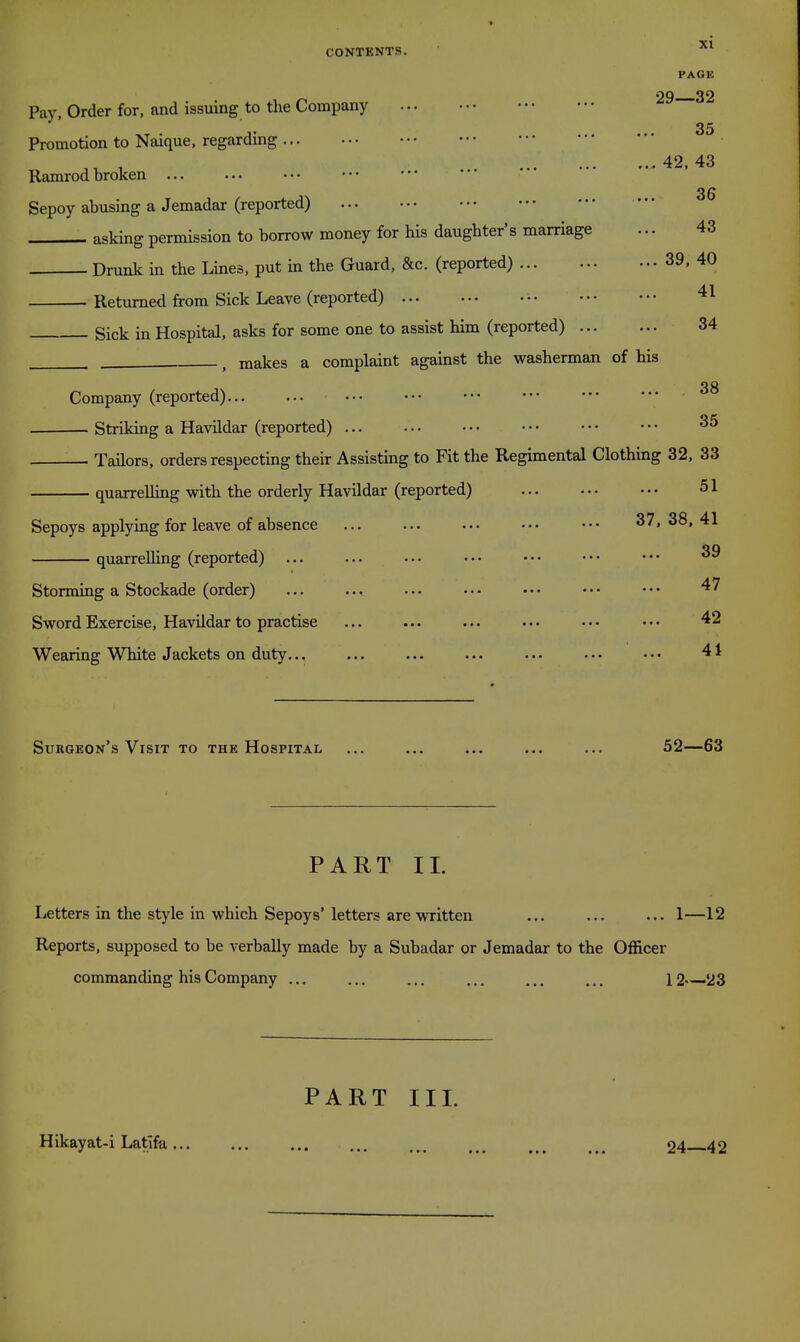 CONTENTS. xi
PAGE
Pay, Order for, and issuing to the Company ... ... ... ... 29—32
Promotion to Naique, regarding ... ... ... ... ... ... ... 35
Ramrod broken ... ... ... ... ... ... ... ... ... 42, 43
Sepoy abusing a Jemadar (reported) ... ... ... ... ... ... 36
—— asking permission to borrow money for his daughter's marriage ... 43
—— Drunk in the Lines, put in the Guard, &c. (reported) ... ... ... 39, 40
—— Returned from Sick Leave (reported) ... ... ... ... ... 41
—— Sick in Hospital, asks for some one to assist him (reported) ... ... 34
—— ——, makes a complaint against the washerman of his
Company (reported)... ... ... ... ... ... ... ... 38
—— Striking a Havildar (reported) ... ... ... ... ... ... 35
—— Tailors, orders respecting their Assisting to Fit the Regimental Clothing 32, 33
—— quarrelling with the orderly Havildar (reported) ... ... ... 51
Sepoys applying for leave of absence ... ... ... ... ... 37, 38, 41
—— quarrelling (reported) ... ... ... ... ... ... ... 39
Storming a Stockade (order) ... ... ... ... ... ... ... 47
Sword Exercise, Havildar to practise ... ... ... ... ... ... 42
Wearing White Jackets on duty... ... ... ... ... ... ... 41
Surgeon's Visit to the Hospital ... ... ... ... ... 52—63
PART II.
Letters in the style in which Sepoys' letters are written ... ... ... 1—12
Reports, supposed to be verbally made by a Subadar or Jemadar to the Officer
commanding his Company ... ... ... ... ... ... 12—23
PART III.
Hikayat-i Latīfa ... ... ... ... ... ... ... ... 24—42